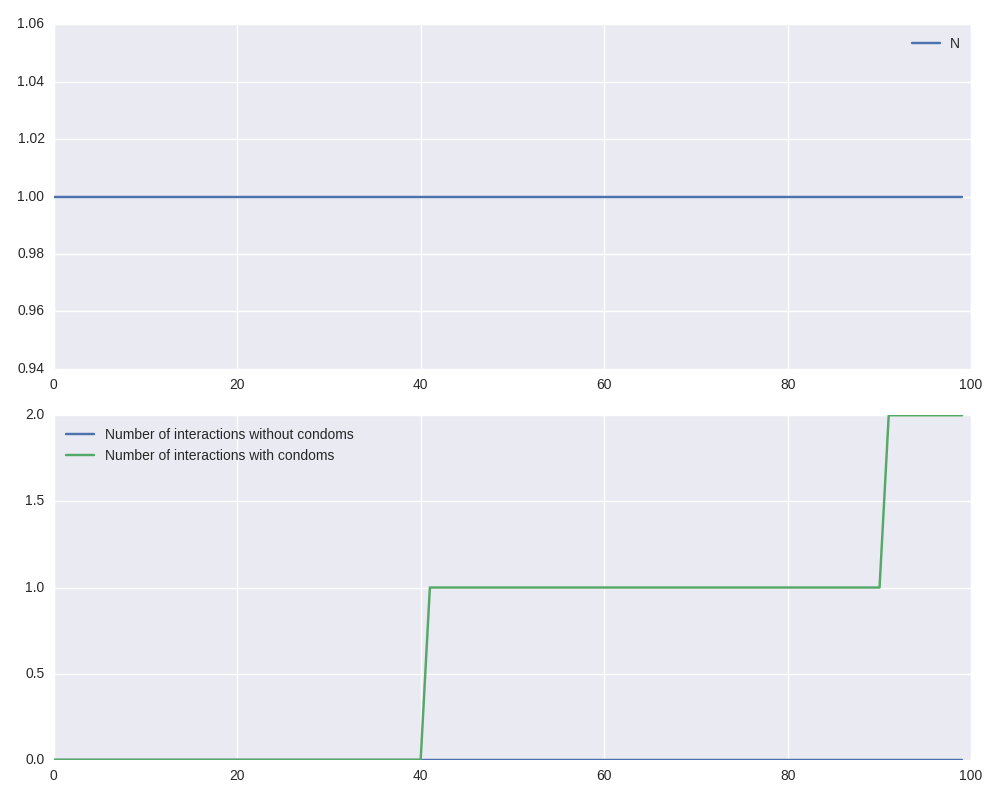 1.06
N
1.04
1.02
1.00
0.98
0.96
0.94
0 20 40 60 80 100
2.0
Number of interactions without condoms
Number of interactions with condoms
1.5
1.0
0.5
0.0
0 20 40 60 80 100